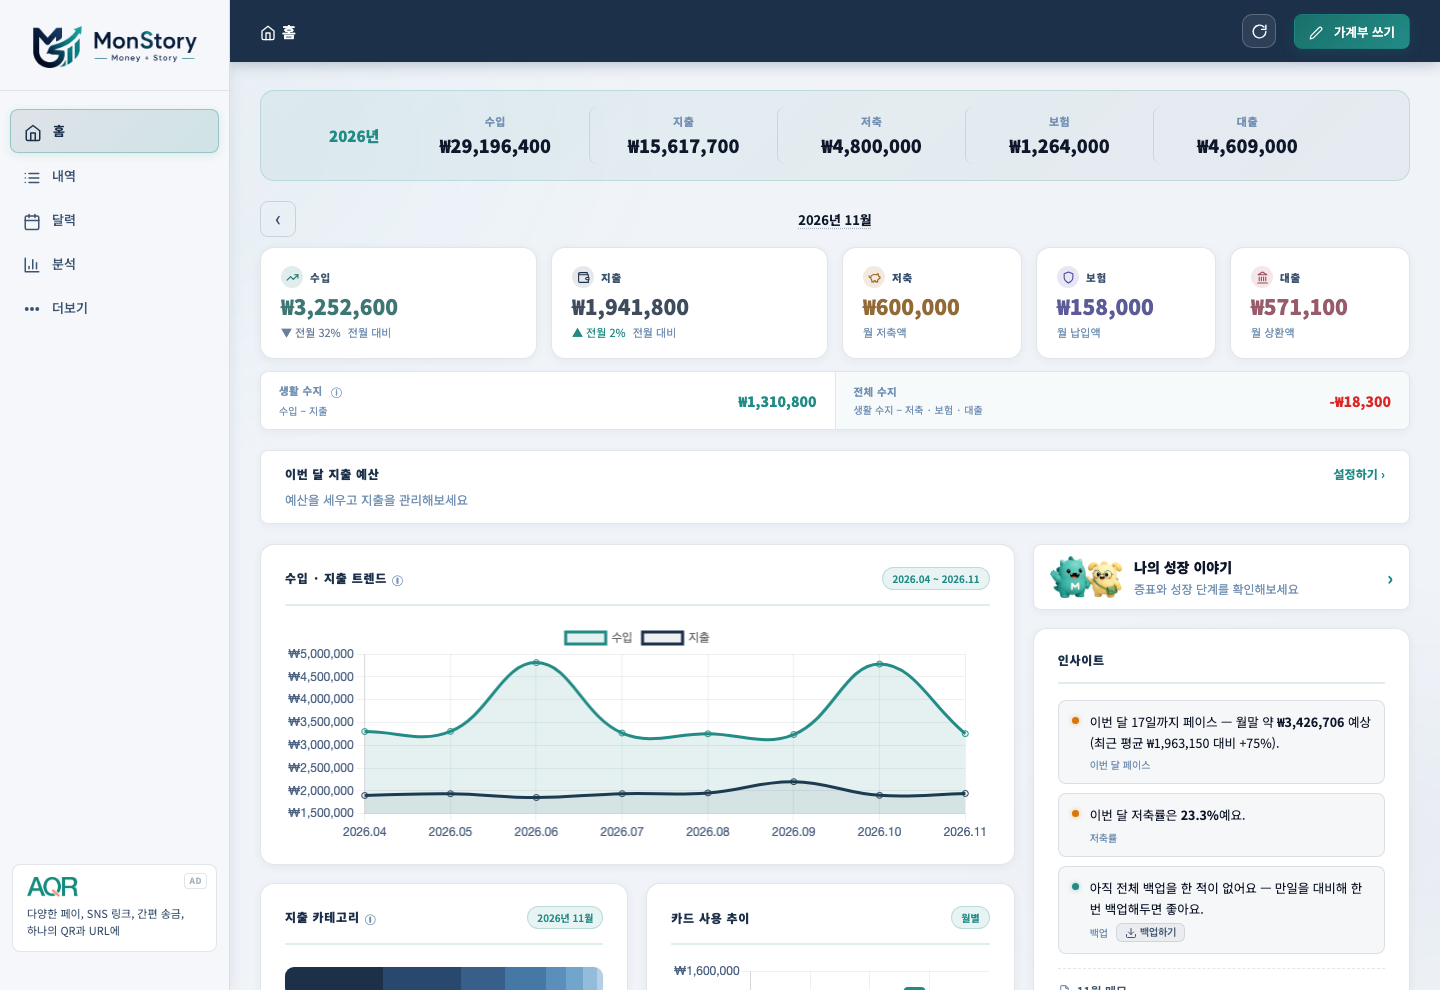 MonStory
Money + Story
홈
내역
달력
분석
더보기
AQR
AD
다양한 페이, SNS 링크, 간편 송금,
하나의 QR과 URL에
홈
가계부 쓰기
2026년
수입
₩29,196,400
지출
₩15,617,700
저축
₩4,800,000
보험
₩1,264,000
대출
₩4,609,000
2026년 11월
수입
₩3,252,600
▼ 전월 32% 전월 대비
지출
₩1,941,800
▲ 전월 2% 전월 대비
저축
₩600,000
월 저축액
보험
₩158,000
월 납입액
대출
₩571,100
월 상환액
생활 수지 ⓘ
수입 − 지출
₩1,310,800
전체 수지
생활 수지 − 저축 · 보험 · 대출
-₩18,300
이번 달 지출 예산
설정하기 ›
예산을 세우고 지출을 관리해보세요
수입 · 지출 트렌드 ⓘ
2026.04 ~ 2026.11
수입
지출
₩5,000,000
₩4,500,000
₩4,000,000
₩3,500,000
₩3,000,000
₩2,500,000
₩2,000,000
₩1,500,000
2026.04
2026.05
2026.06
2026.07
2026.08
2026.09
2026.10
2026.11
지출 카테고리 ⓘ
2026년 11월
카드 사용 추이
월별
₩1,600,000
M
나의 성장 이야기
증표와 성장 단계를 확인해보세요
›
인사이트
이번 달 17일까지 페이스 — 월말 약 ₩3,426,706 예상
(최근 평균 ₩1,963,150 대비 +75%).
이번 달 페이스
이번 달 저축률은 23.3%예요.
저축률
아직 전체 백업을 한 적이 없어요 — 만일을 대비해 한
번 백업해두면 좋아요.
백업
백업하기
11월 메모